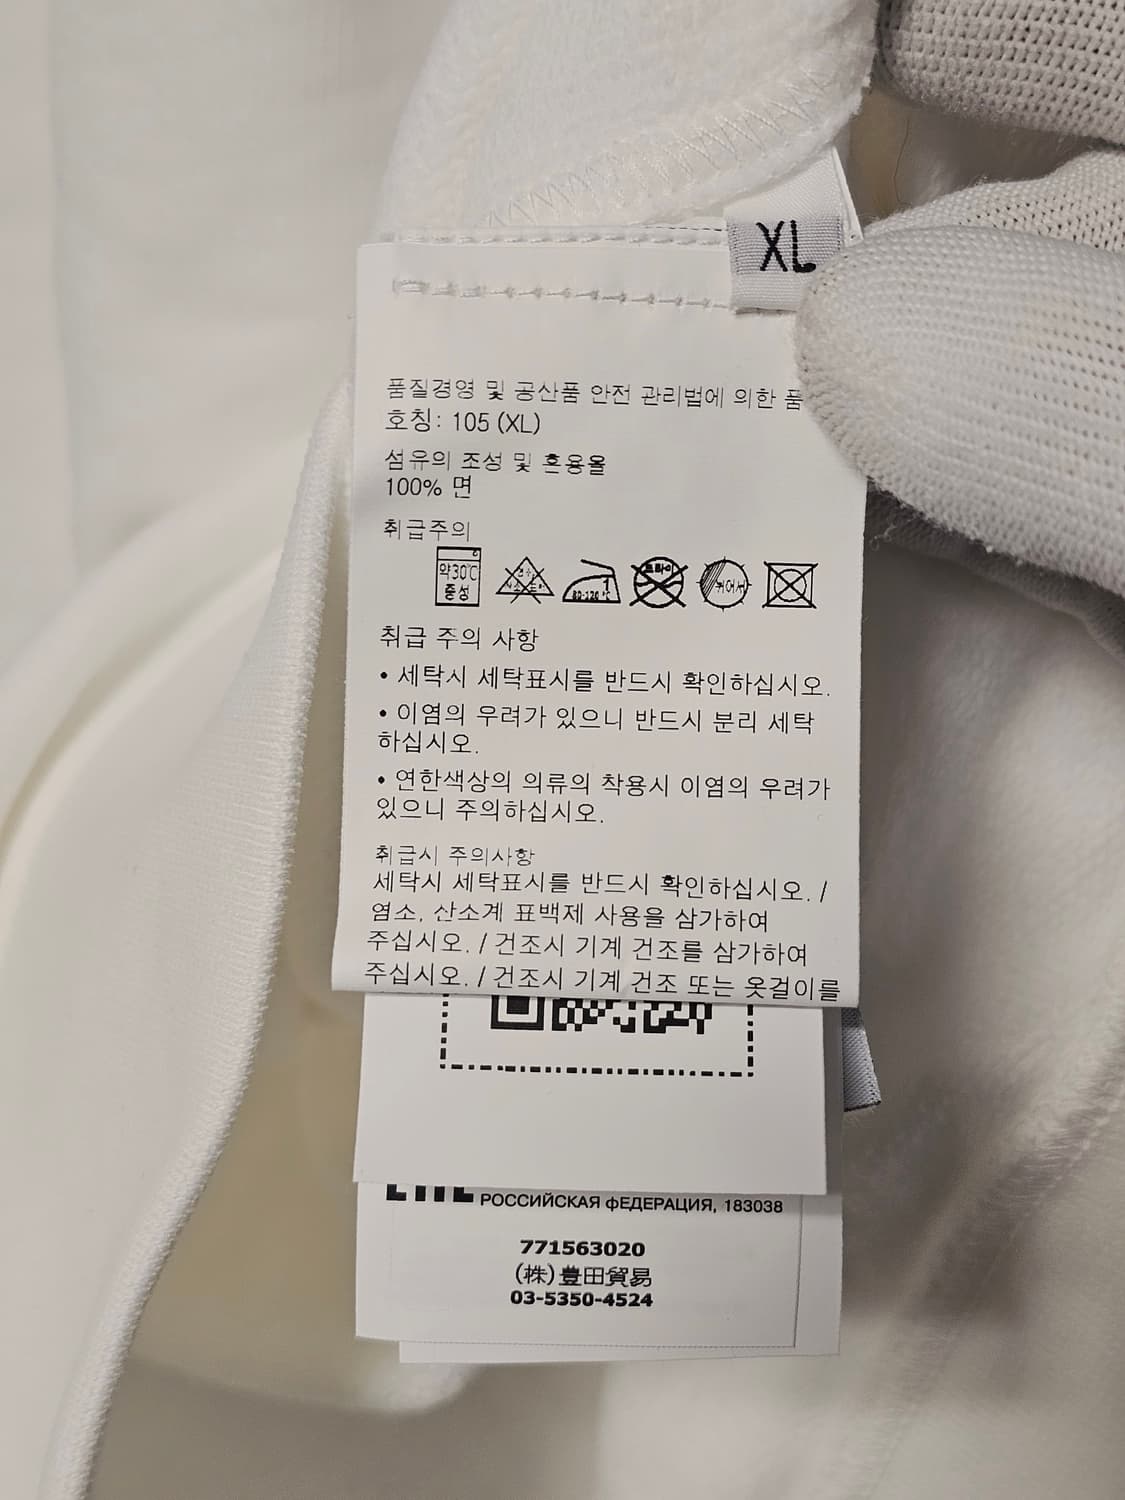 XL
품질경영 및 공산품 안전 관리법에 의한 품
호칭: 105 (XL)
섬유의 조성 및 혼용율
100% 면
취급주의
약30℃
중성
80-120℃
드라이
뉘어서
취급 주의 사항
• 세탁시 세탁표시를 반드시 확인하십시오.
• 이염의 우려가 있으니 반드시 분리 세탁
하십시오.
• 연한색상의 의류의 착용시 이염의 우려가
있으니 주의하십시오.
취급시 주의사항
세탁시 세탁표시를 반드시 확인하십시오. /
염소, 산소계 표백제 사용을 삼가하여
주십시오. / 건조시 기계 건조를 삼가하여
주십시오. / 건조시 기계 건조 또는 옷걸이를
РОССИЙСКАЯ ФЕДЕРАЦИЯ, 183038
771563020
(株)豊田貿易
03-5350-4524